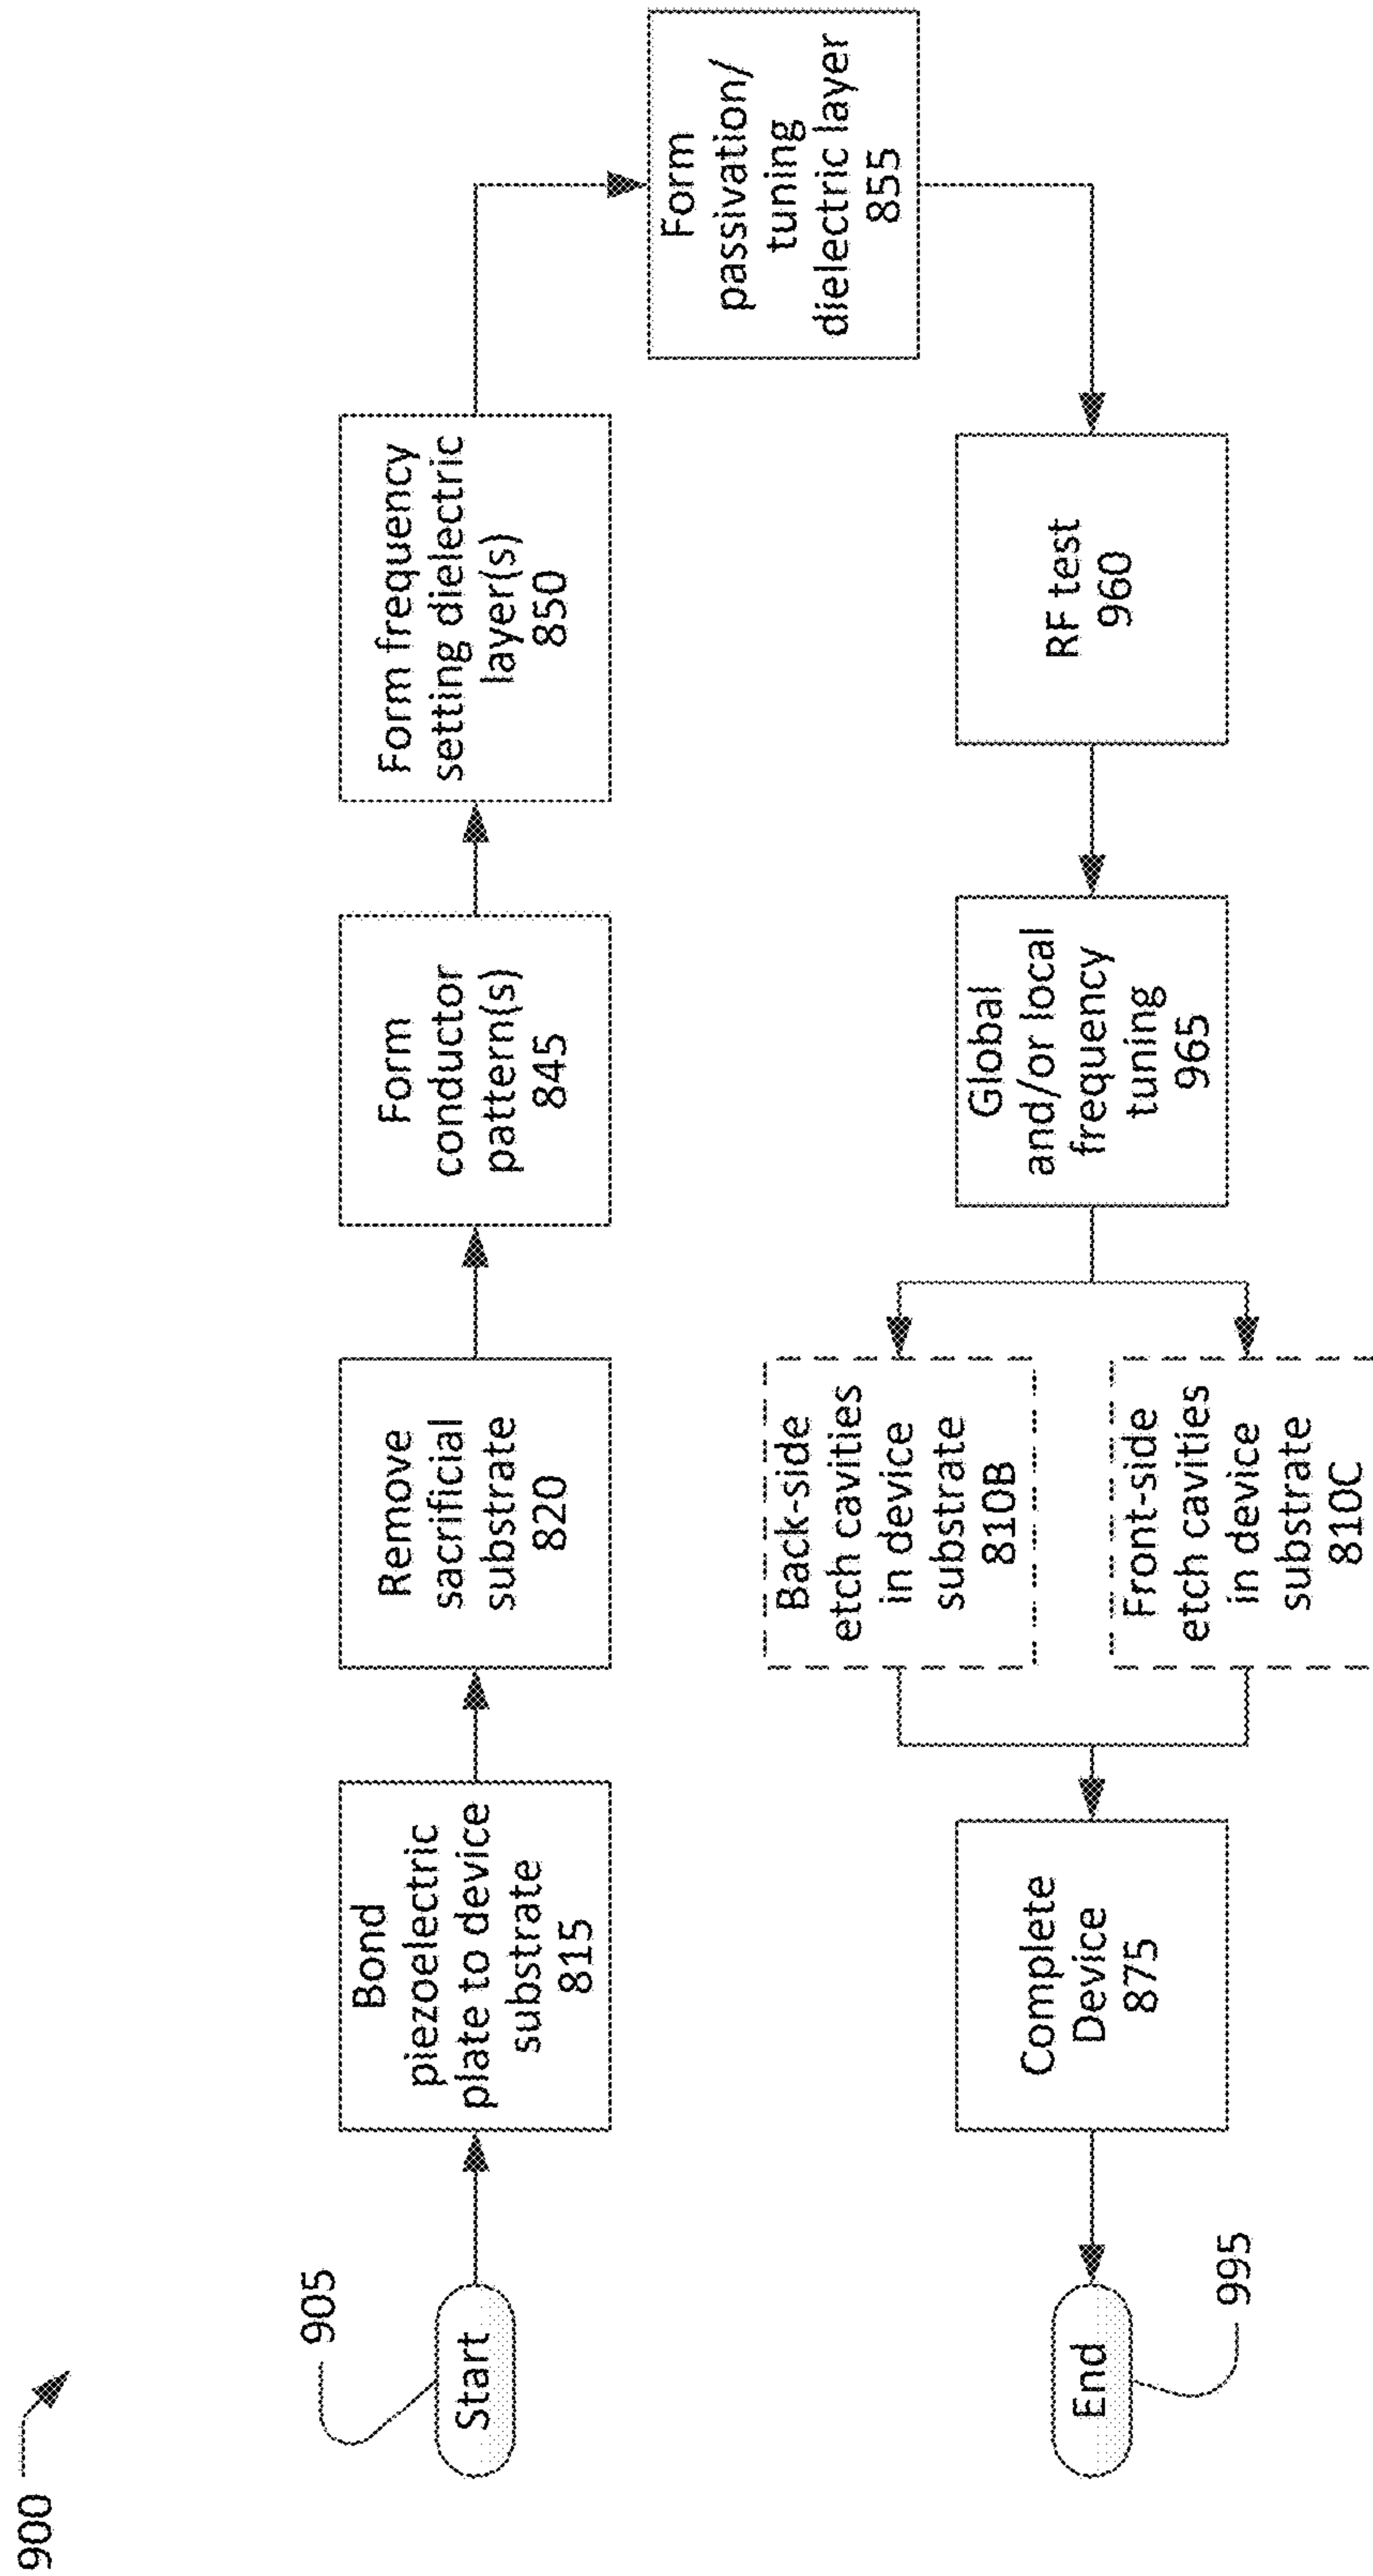 900
905
Start
Bond
piezoelectric
plate to device
substrate
815
Remove
sacrificial
substrate
820
Form
conductor
pattern(s)
845
Form frequency
setting dielectric
layer(s)
850
Form
passivation/
tuning
dielectric layer
855
RF test
960
Global
and/or local
frequency
tuning
965
Back-side
etch cavities
in device
substrate
810B
Front-side
etch cavities
in device
substrate
810C
Complete
Device
875
End
995